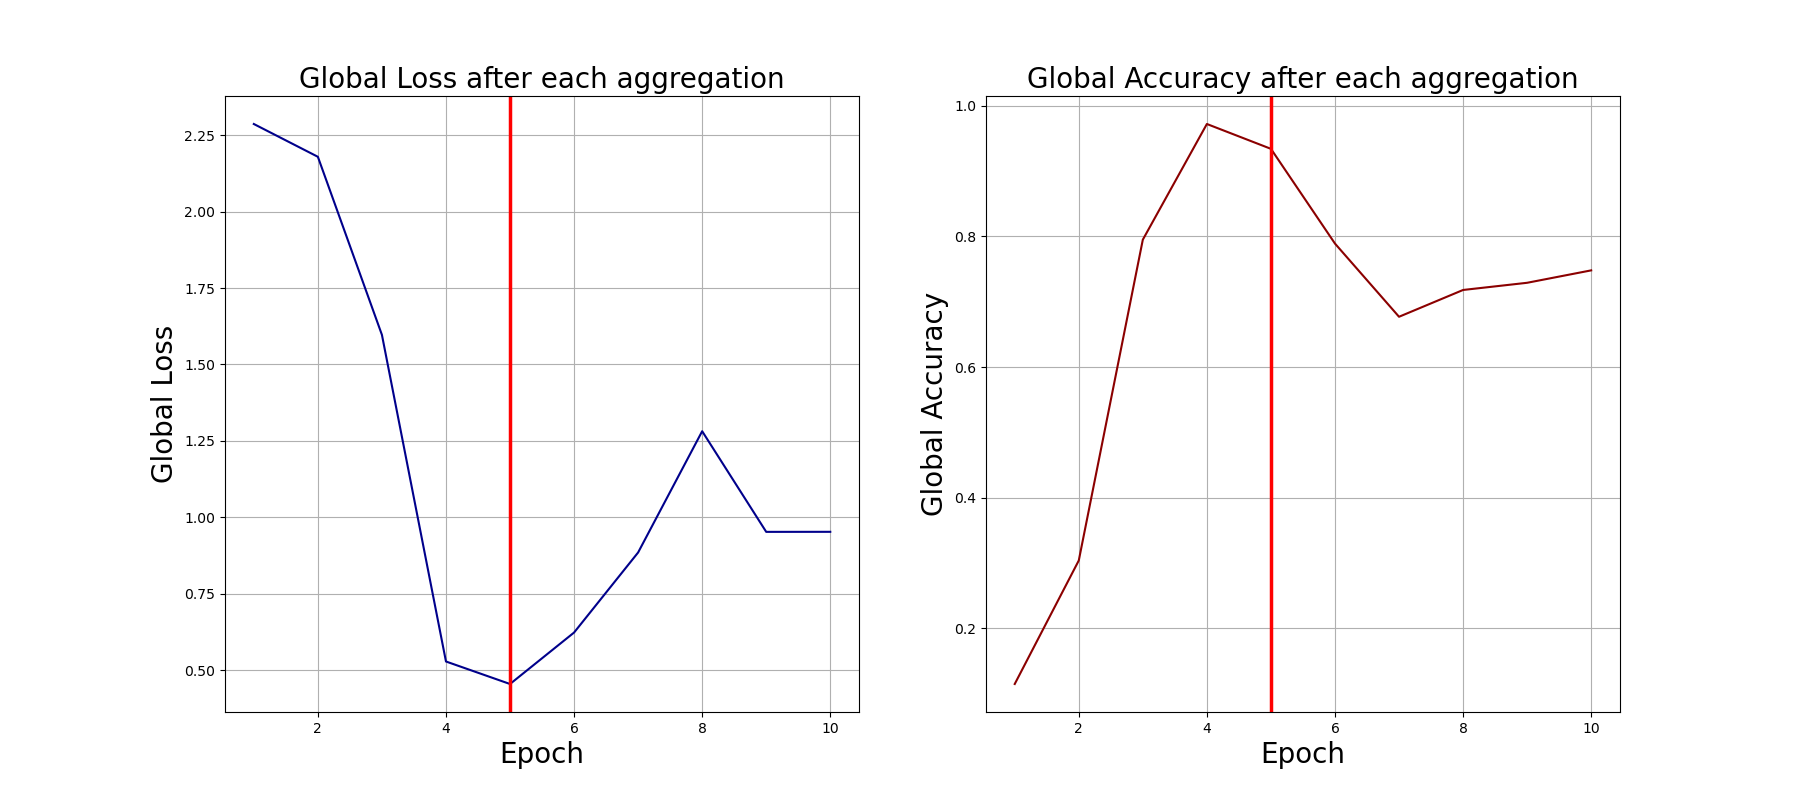 Global Loss after each aggregation
Global Loss
2.25
2.00
1.75
1.50
1.25
1.00
0.75
0.50
2 4 6 8 10
Epoch
Global Accuracy after each aggregation
Global Accuracy
1.0
0.8
0.6
0.4
0.2
2 4 6 8 10
Epoch